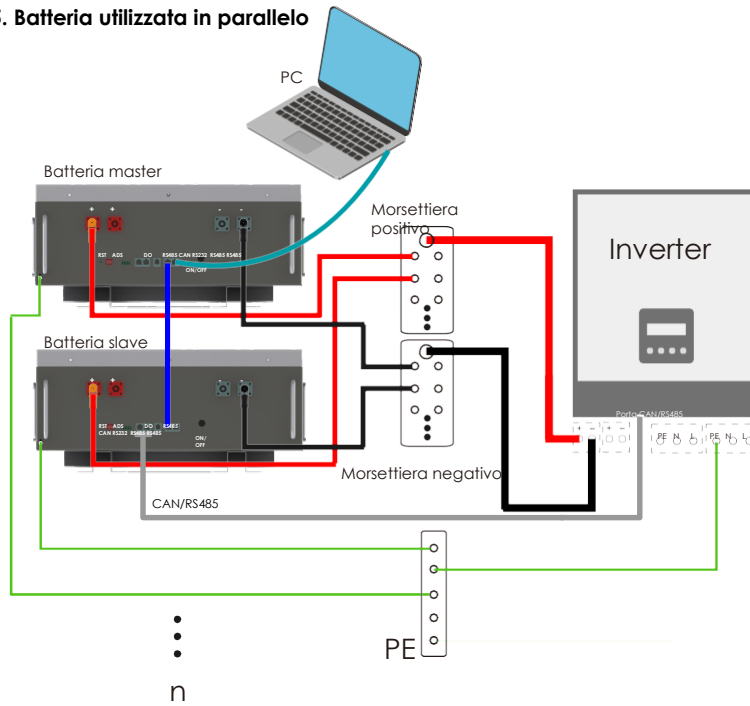 . Batteria utilizzata in parallelo
PC
Batteria master
+ +
- -
RST ADS DO RS485 CAN RS232 RS485 RS485
ON/OFF
Morsettiera
positivo
Inverter
Batteria slave
+ +
- -
RST ADS DO RS485
CAN RS232 RS485 RS485
ON/
OFF
Porta CAN/RS485
+ - + -
PE N L PE N L
Morsettiera negativo
CAN/RS485
PE
n